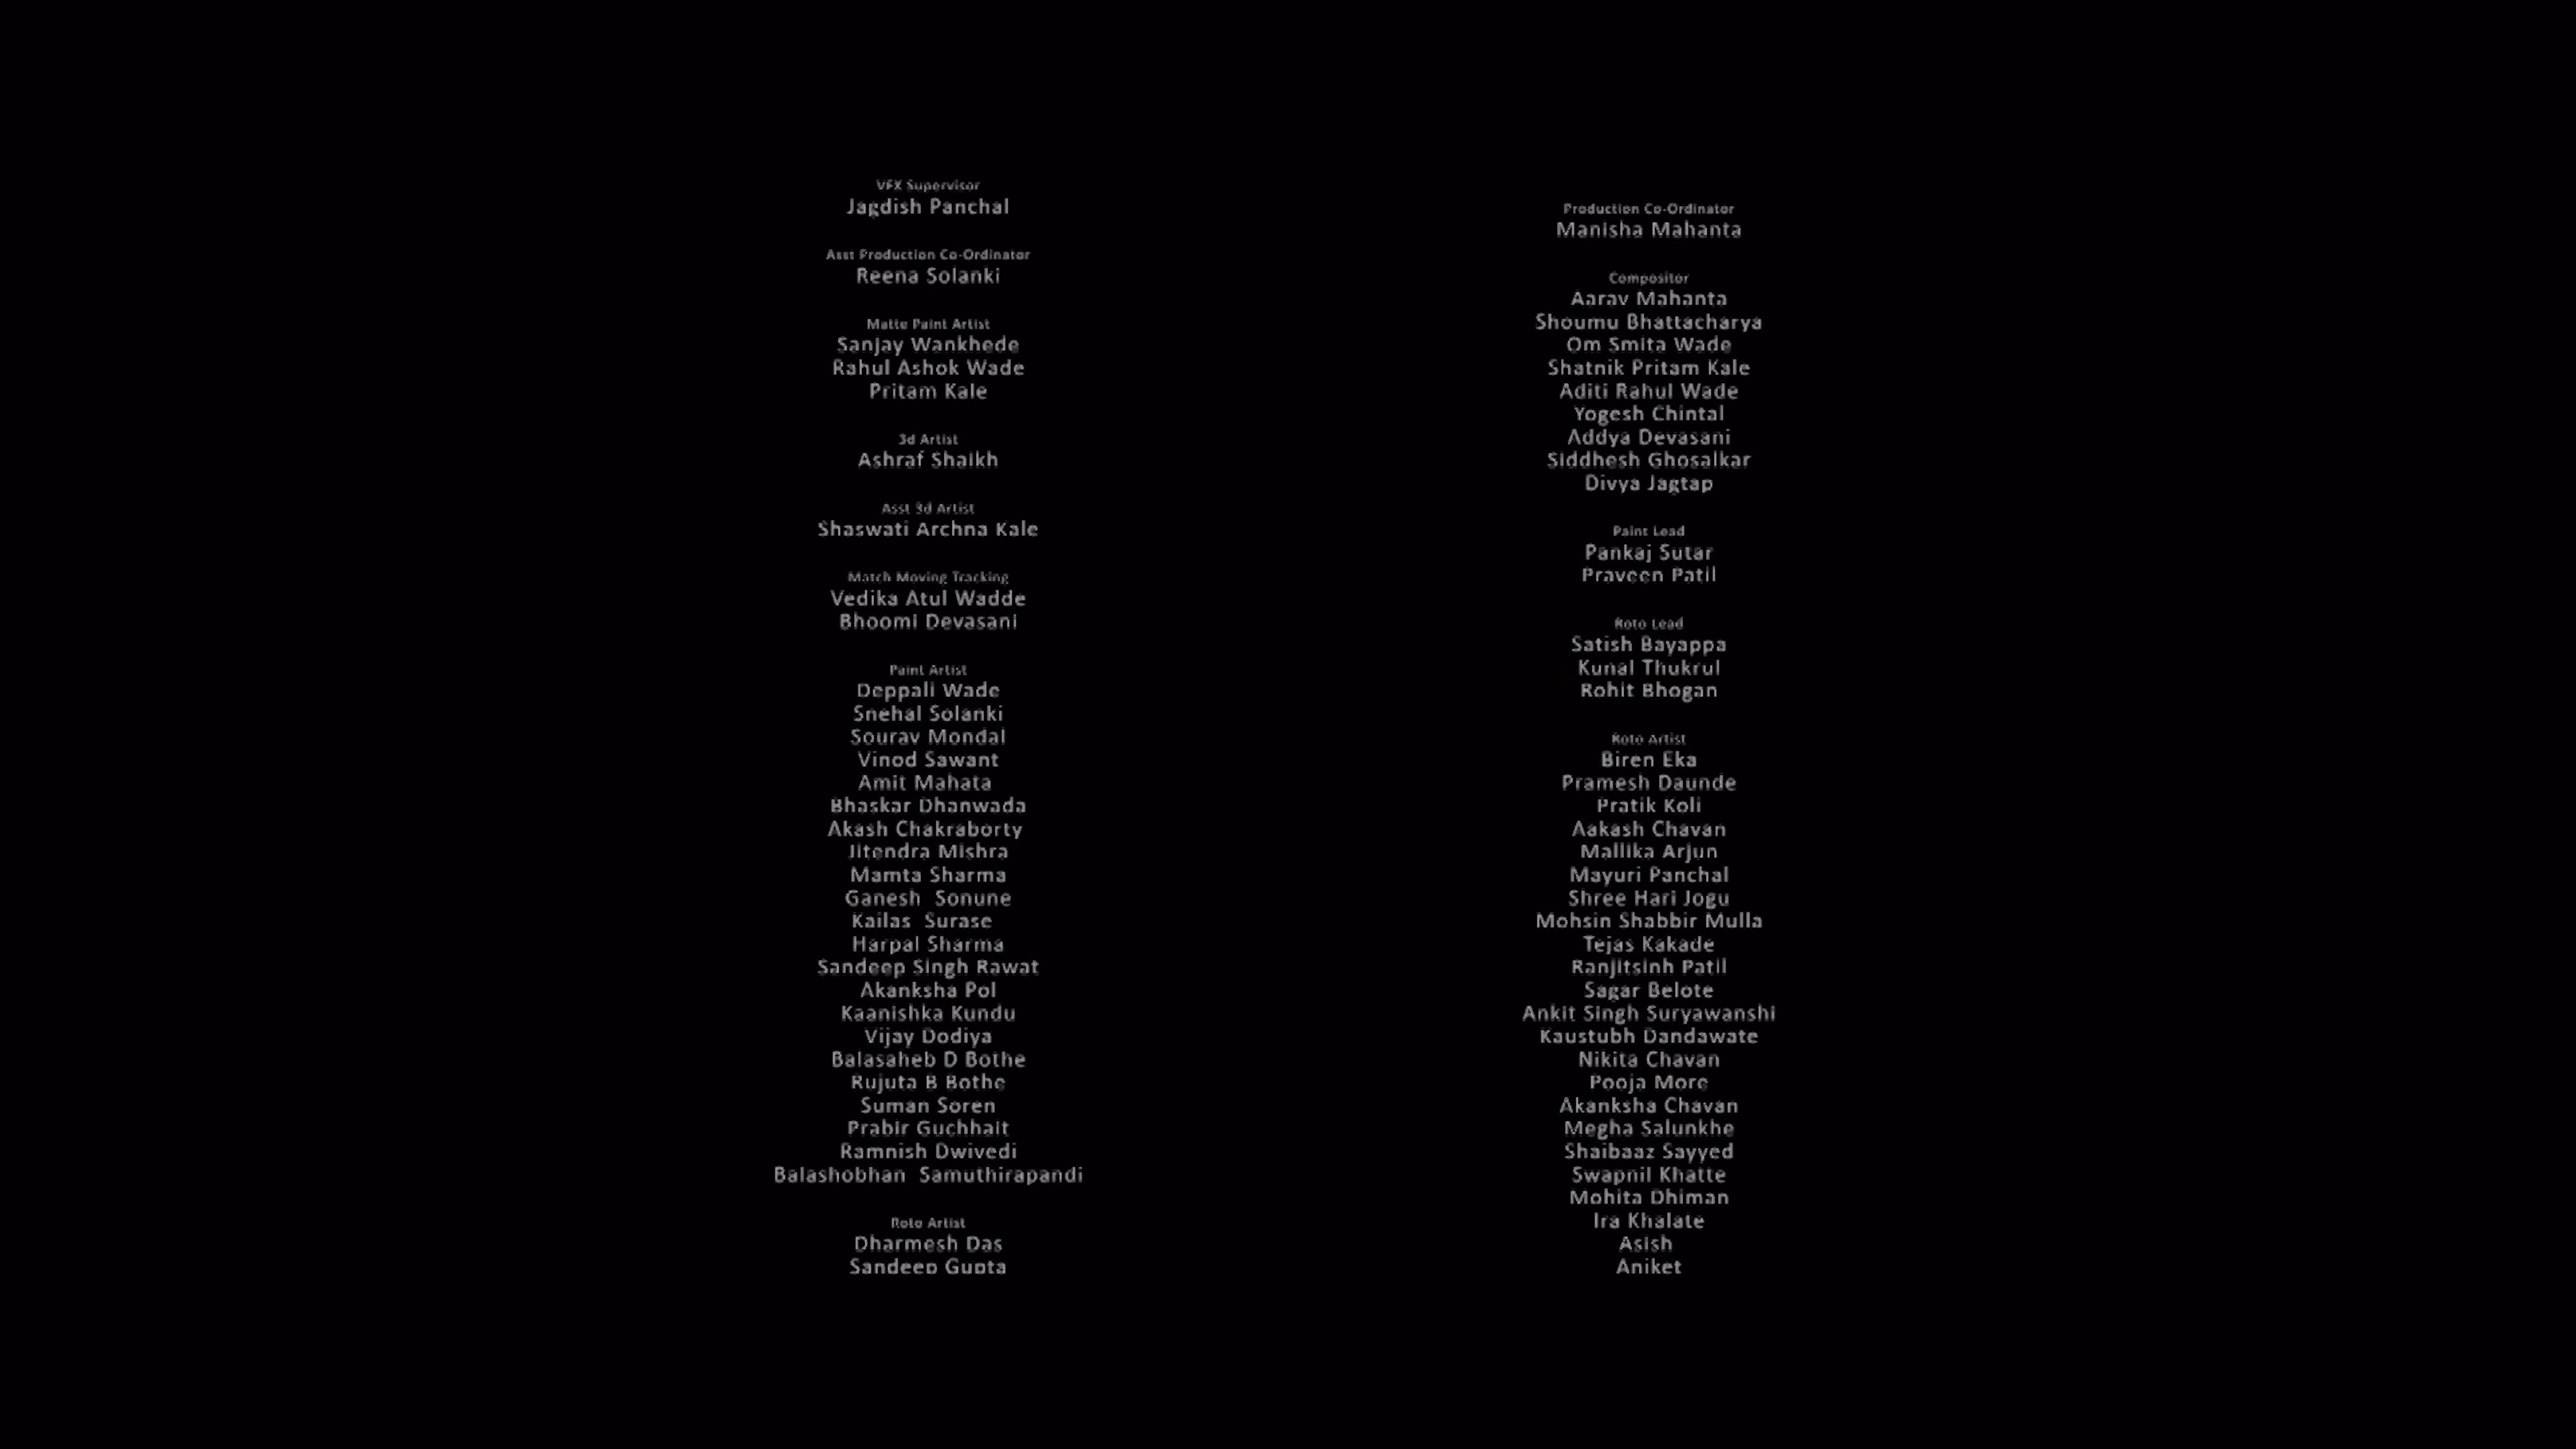 VFX Supervisor
Jagdish Panchal
Asst Production Co-Ordinator
Reena Solanki
Matte Paint Artist
Sanjay Wankhede
Rahul Ashok Wade
Pritam Kale
3d Artist
Ashraf Shaikh
Asst 3d Artist
Shaswati Archna Kale
Match Moving Tracking
Vedika Atul Wadde
Bhoomi Devasani
Paint Artist
Deppali Wade
Snehal Solanki
Sourav Mondal
Vinod Sawant
Amit Mahata
Bhaskar Dhanwada
Akash Chakraborty
Jitendra Mishra
Mamta Sharma
Ganesh  Sonune
Kailas  Surase
Harpal Sharma
Sandeep Singh Rawat
Akanksha Pol
Kaanishka Kundu
Vijay Dodiya
Balasaheb D Bothe
Rujuta B Bothe
Suman Soren
Prabir Guchhait
Ramnish Dwivedi
Balashobhan  Samuthirapandi
Roto Artist
Dharmesh Das
Sandeep Gupta
Production Co-Ordinator
Manisha Mahanta
Compositor
Aarav Mahanta
Shoumu Bhattacharya
Om Smita Wade
Shatnik Pritam Kale
Aditi Rahul Wade
Yogesh Chintal
Addya Devasani
Siddhesh Ghosalkar
Divya Jagtap
Paint Lead
Pankaj Sutar
Praveen Patil
Roto Lead
Satish Bayappa
Kunal Thukrul
Rohit Bhogan
Roto Artist
Biren Eka
Pramesh Daunde
Pratik Koli
Aakash Chavan
Mallika Arjun
Mayuri Panchal
Shree Hari Jogu
Mohsin Shabbir Mulla
Tejas Kakade
Ranjitsinh Patil
Sagar Belote
Ankit Singh Suryawanshi
Kaustubh Dandawate
Nikita Chavan
Pooja More
Akanksha Chavan
Megha Salunkhe
Shaibaaz Sayyed
Swapnil Khatte
Mohita Dhiman
Ira Khalate
Asish
Aniket